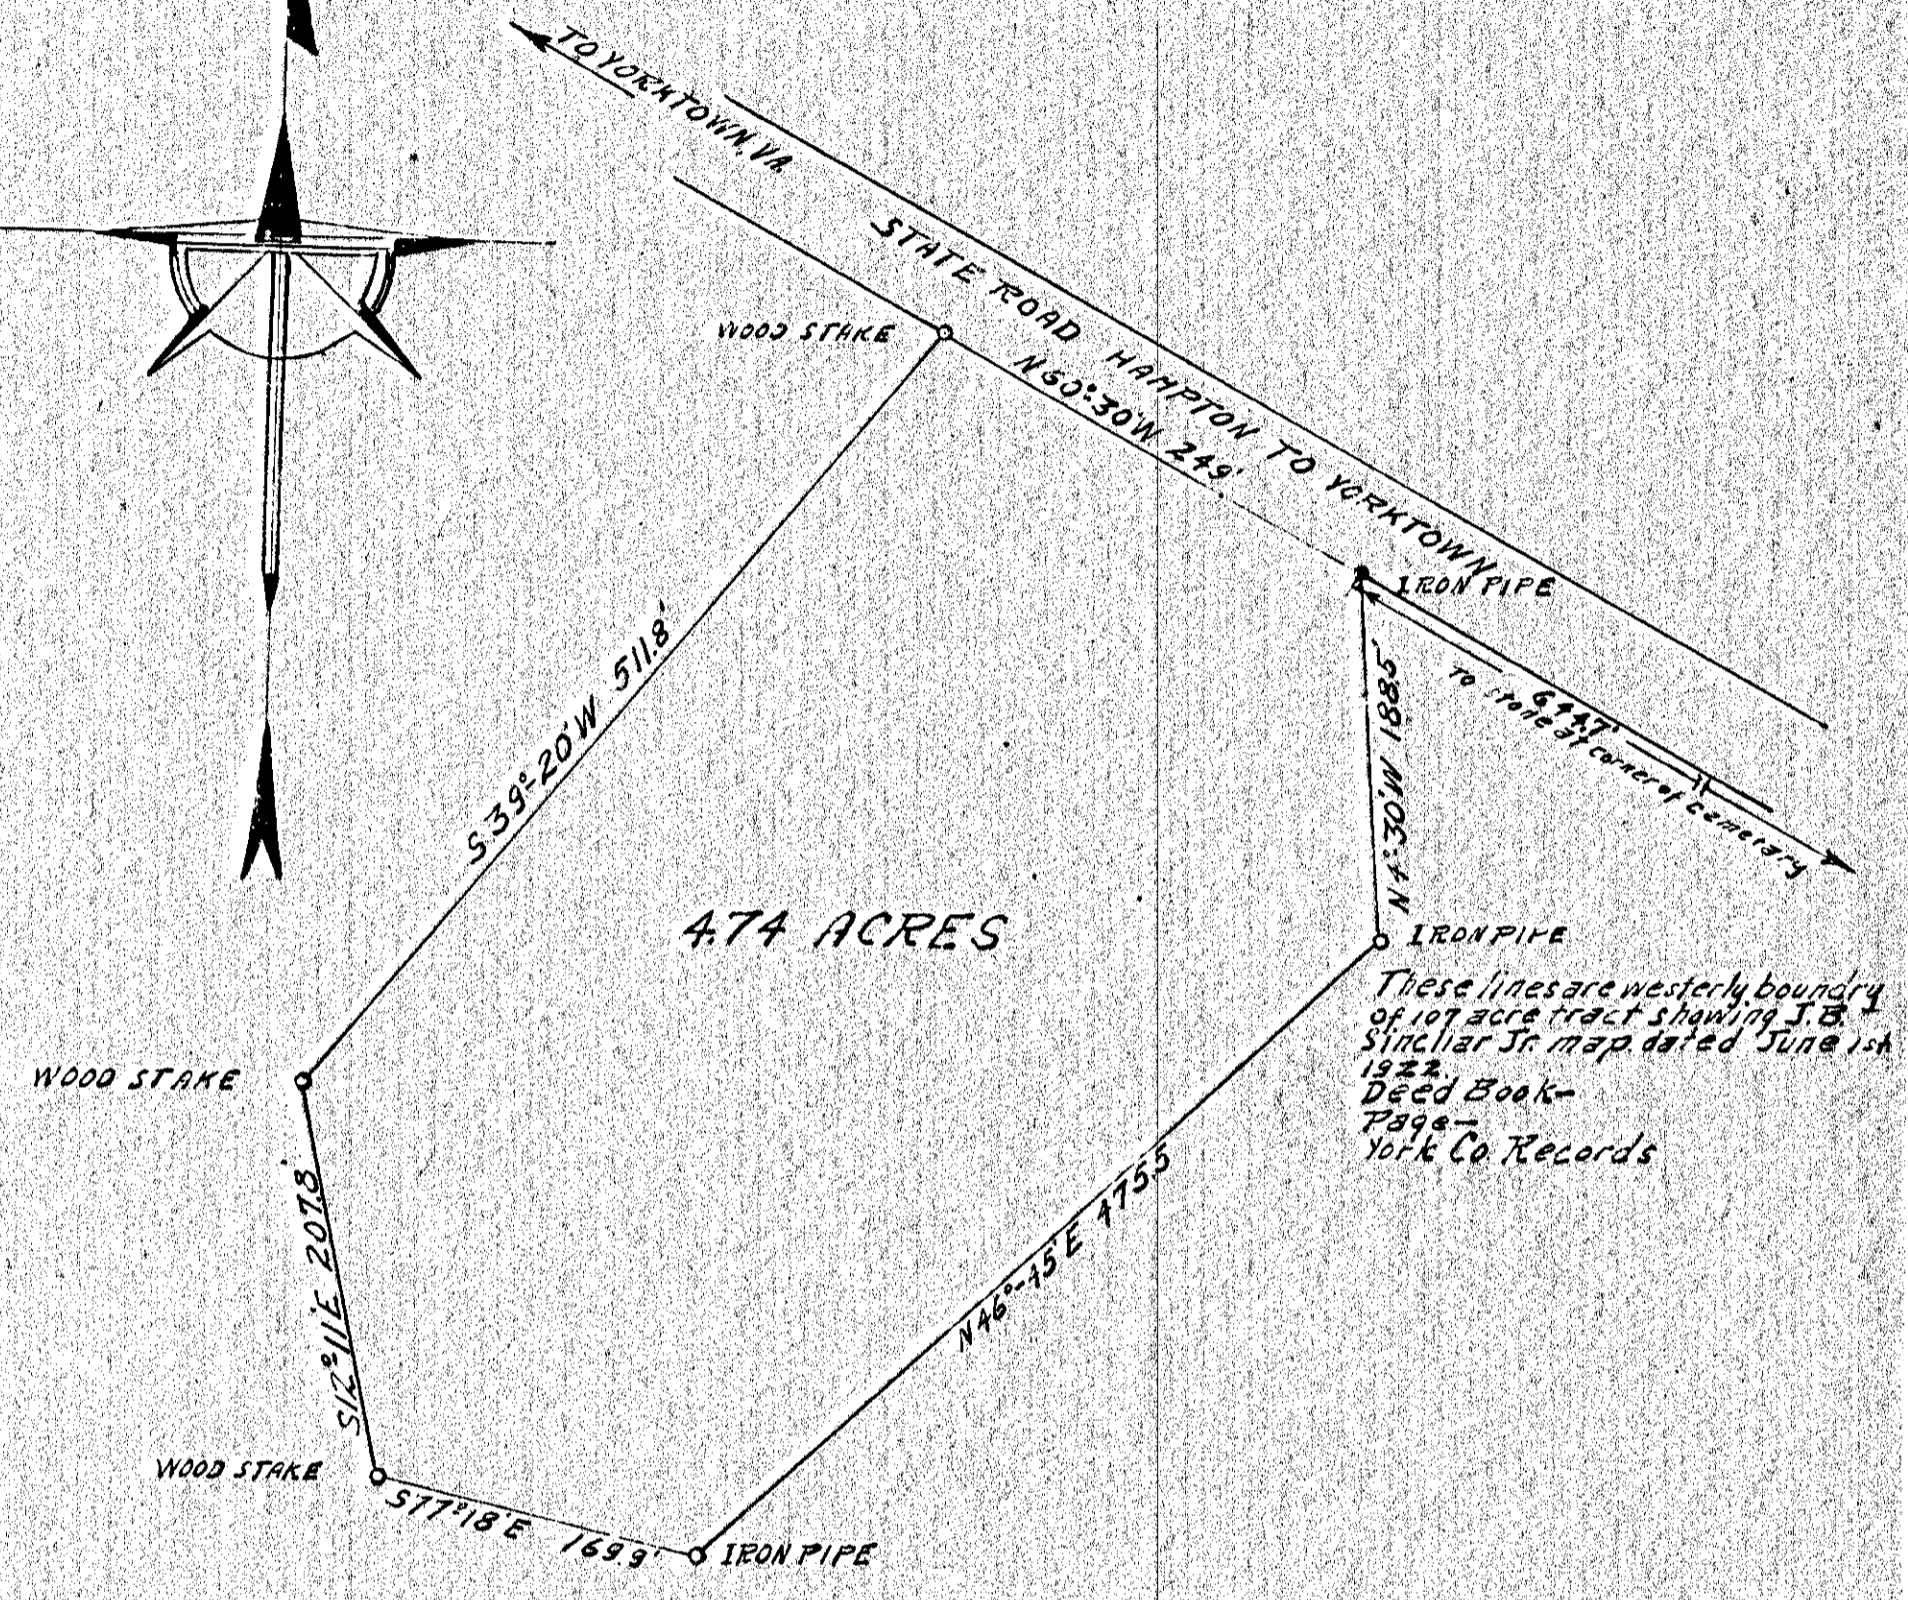 TO YORKTOWN, VA.
STATE ROAD HAMPTON TO YORKTOWN
WOOD STAKE
N60°-30'W 249'
IRON PIPE
644.7'
To stone at corner of cemetary
S 39°-20'W 511.8'
N4°-30'W 188.5'
4.74 ACRES
IRON PIPE
These lines are westerly boundry
of 107 acre tract showing J.B.
Sincliar Jr. map dated June 1st
1922.
Deed Book-
Page-
York Co. Records
WOOD STAKE
S12°-11'E 207.8'
N46°-45'E 475.5
WOOD STAKE
S77°-18'E 169.9'
IRON PIPE